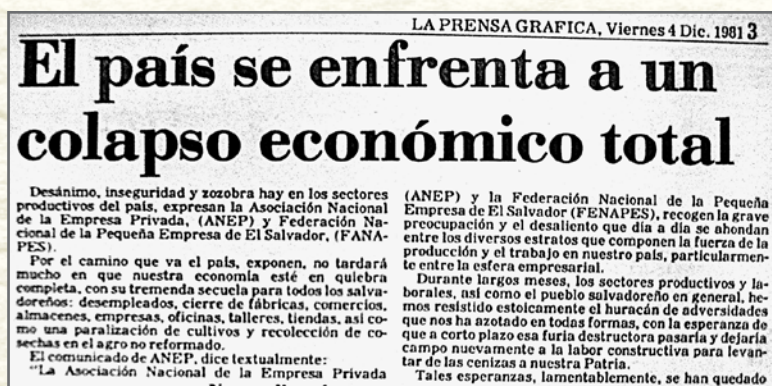 LA PRENSA GRAFICA, Viernes 4 Dic. 1981 3
El país se enfrenta a un
colapso económico total
Desánimo, inseguridad y zozobra hay en los sectores
productivos del país, expresan la Asociación Nacional
de la Empresa Privada, (ANEP) y Federación Na-
cional de la Pequeña Empresa de El Salvador, (FANA-
PES).
Por el camino que va el país, exponen, no tardará
mucho en que nuestra economía esté en quiebra
completa, con su tremenda secuela para todos los salva-
doreños: desempleados, cierre de fábricas, comercios,
almacenes, empresas, oficinas, talleres, tiendas, así co-
mo una paralización de cultivos y recolección de co-
sechas en el agro no reformado.
El comunicado de ANEP, dice textualmente:
"La Asociación Nacional de la Empresa Privada
(ANEP) y la Federación Nacional de la Pequeña
Empresa de El Salvador (FENAPES), recogen la grave
preocupación y el desaliento que día a día se ahondan
entre los diversos estratos que componen la fuerza de la
producción y el trabajo en nuestro país, particularmen-
te entre la esfera empresarial.
Durante largos meses, los sectores productivos y la-
borales, así como el pueblo salvadoreño en general, he-
mos resistido estoicamente el huracán de adversidades
que nos ha azotado en todas formas, con la esperanza de
que a corto plazo esa furia destructora pasaría y dejaría
campo nuevamente a la labor constructiva para levan-
tar de las cenizas a nuestra Patria.
Tales esperanzas, lamentablemente, se han quedado